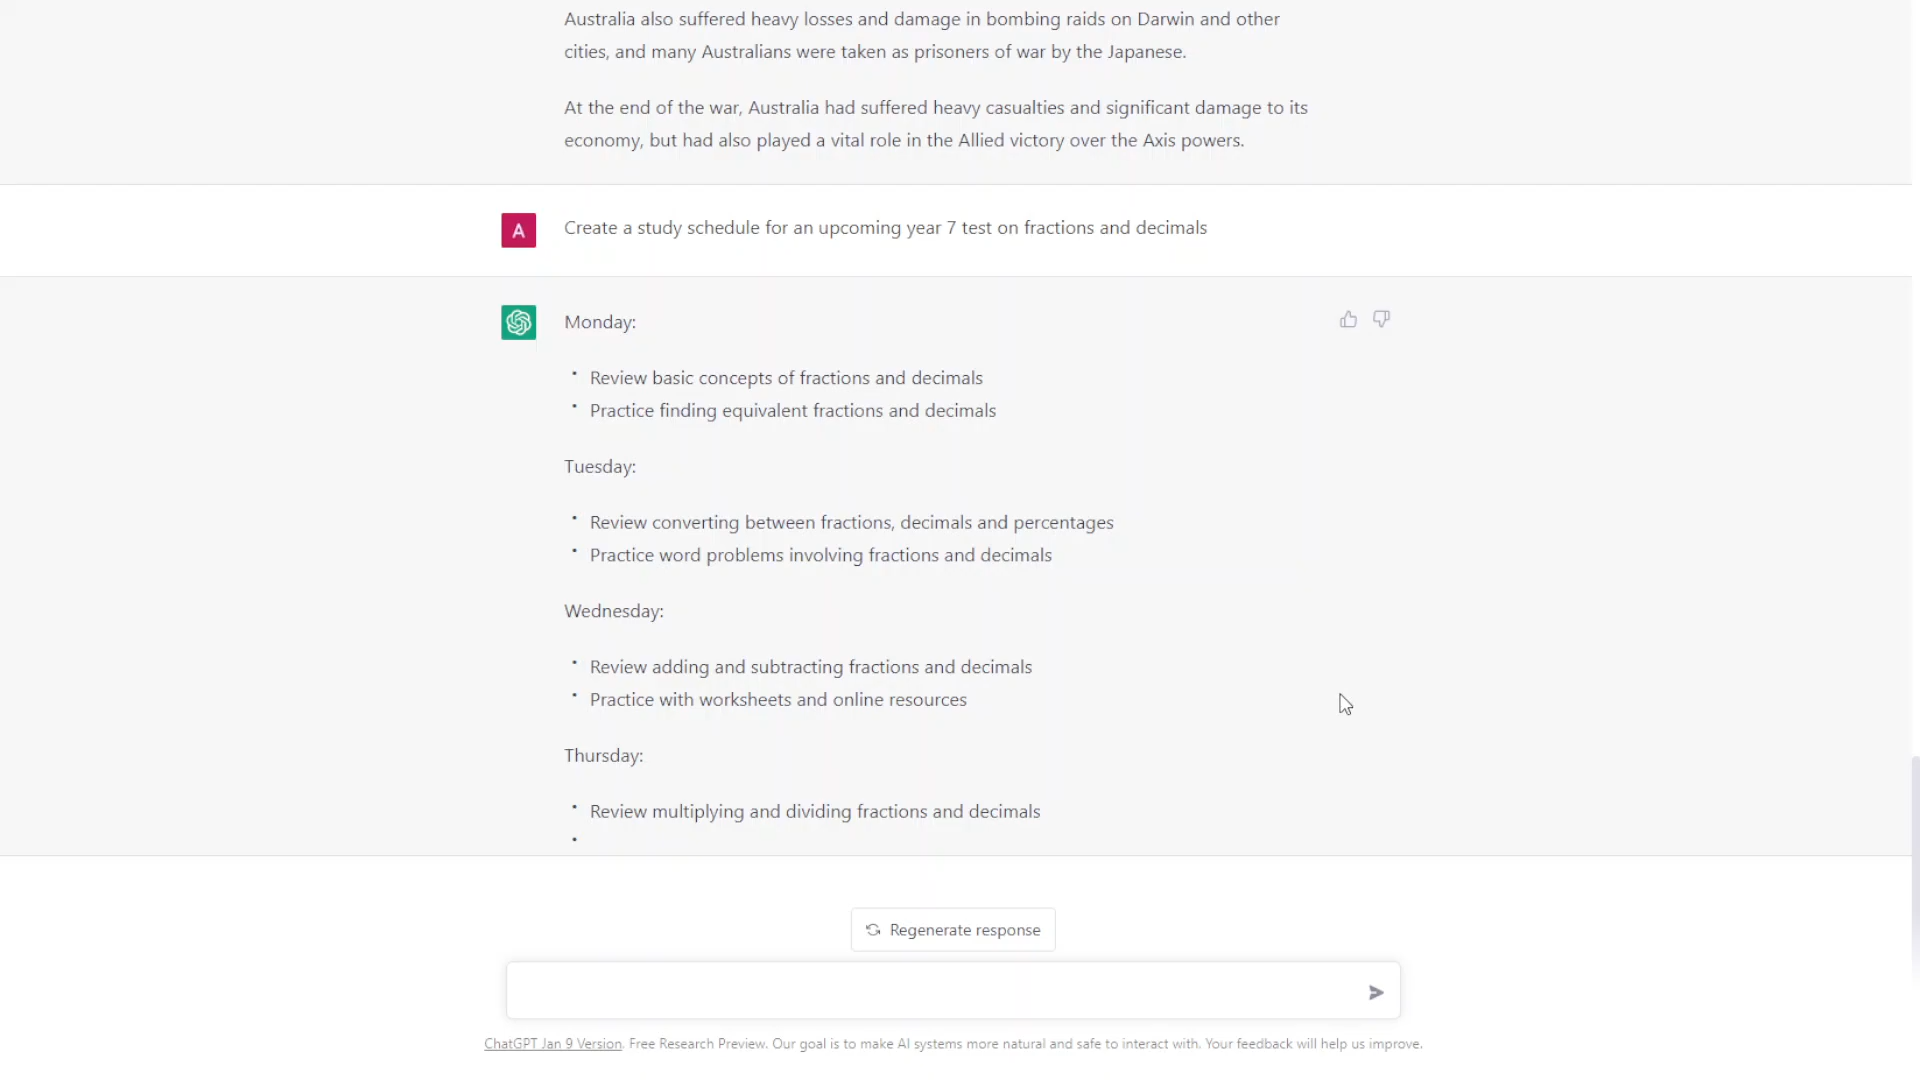 Australia also suffered heavy losses and damage in bombing raids on Darwin and other
cities, and many Australians were taken as prisoners of war by the Japanese.
At the end of the war, Australia had suffered heavy casualties and significant damage to its
economy, but had also played a vital role in the Allied victory over the Axis powers.
A
Create a study schedule for an upcoming year 7 test on fractions and decimals
Monday:
• Review basic concepts of fractions and decimals
• Practice finding equivalent fractions and decimals
Tuesday:
• Review converting between fractions, decimals and percentages
• Practice word problems involving fractions and decimals
Wednesday:
• Review adding and subtracting fractions and decimals
• Practice with worksheets and online resources
Thursday:
• Review multiplying and dividing fractions and decimals
•
Regenerate response
ChatGPT Jan 9 Version. Free Research Preview. Our goal is to make AI systems more natural and safe to interact with. Your feedback will help us improve.